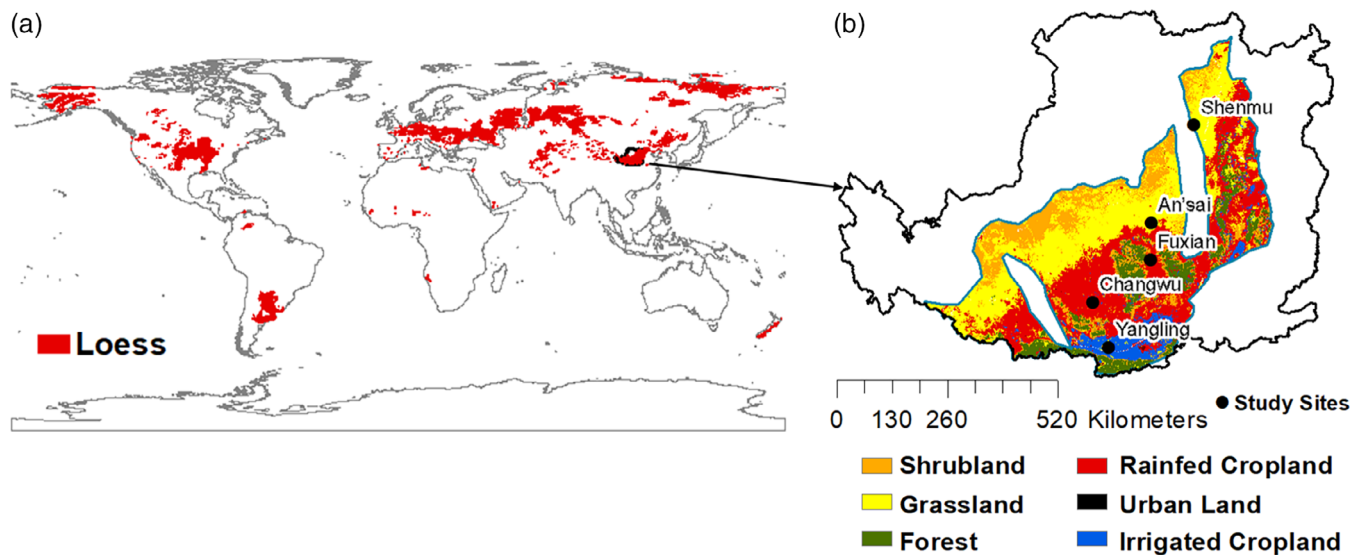 (a)
Loess
(b)
Shenmu
An'sai
Fuxian
Changwu
Yangling
0 130 260 520 Kilometers
Study Sites
Shrubland
Rainfed Cropland
Grassland
Urban Land
Forest
Irrigated Cropland